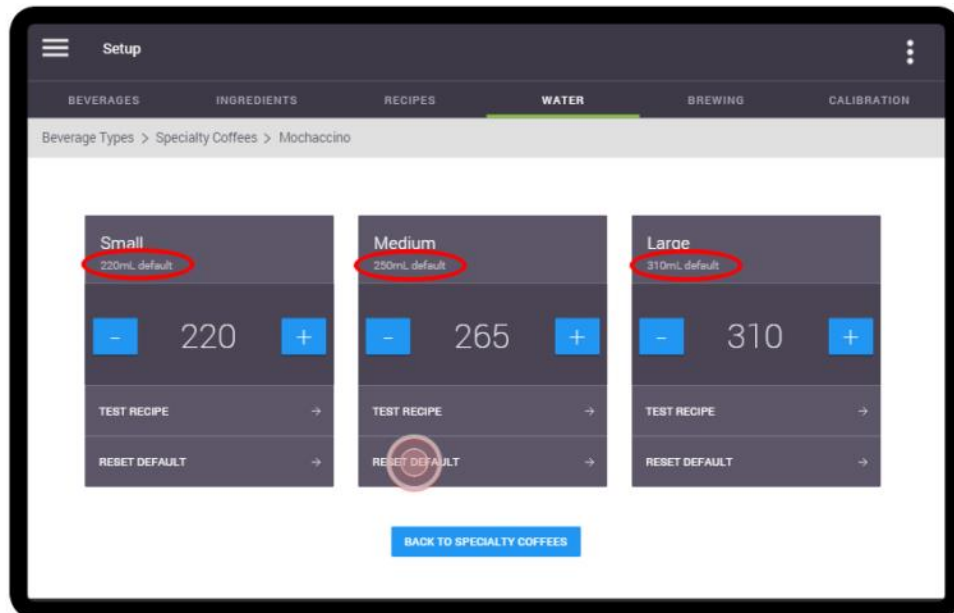 Setup
BEVERAGES INGREDIENTS RECIPES WATER BREWING CALIBRATION
Beverage Types > Specialty Coffees > Mochaccino
Small Medium Large
220mL default 250mL default 310mL default
- 220 + - 265 + - 310 +
TEST RECIPE → TEST RECIPE → TEST RECIPE →
RESET DEFAULT → RESET DEFAULT → RESET DEFAULT →
BACK TO SPECIALTY COFFEES